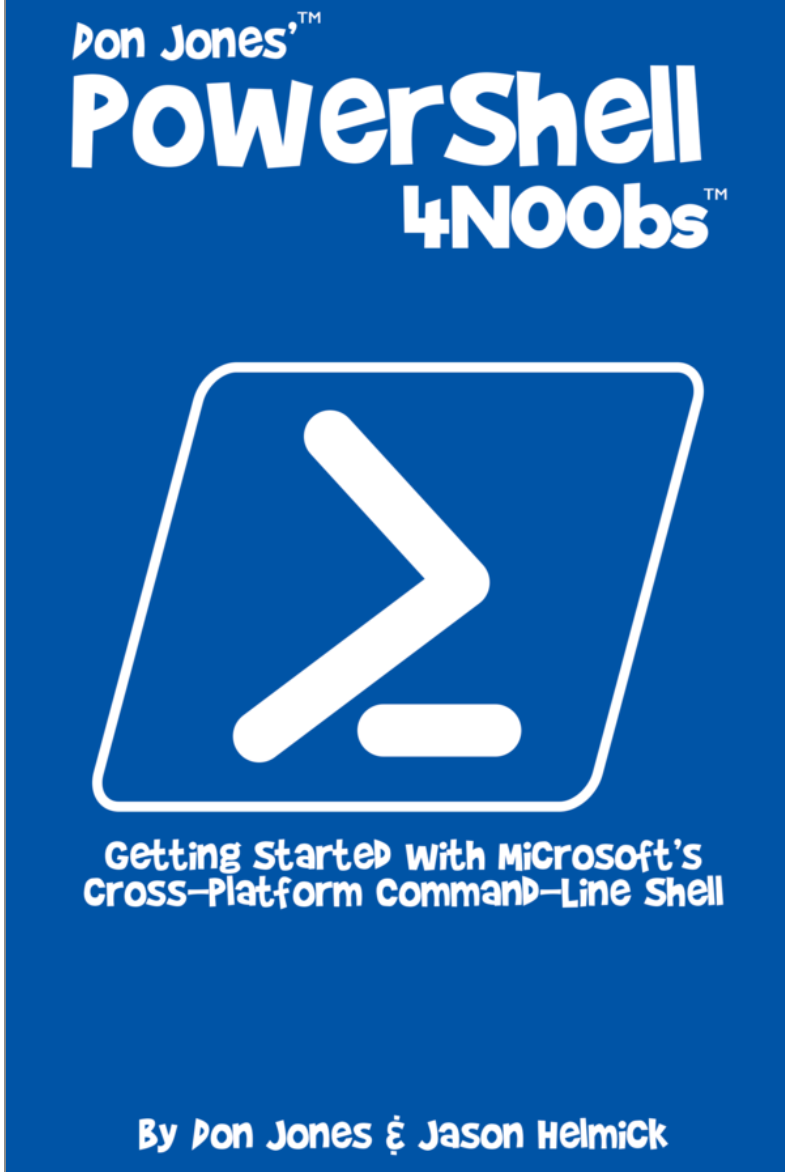 Don Jones'™
PowerShell
4N00bs™
Getting Started With Microsoft's
Cross-Platform Command-Line Shell
By Don Jones & Jason Helmick